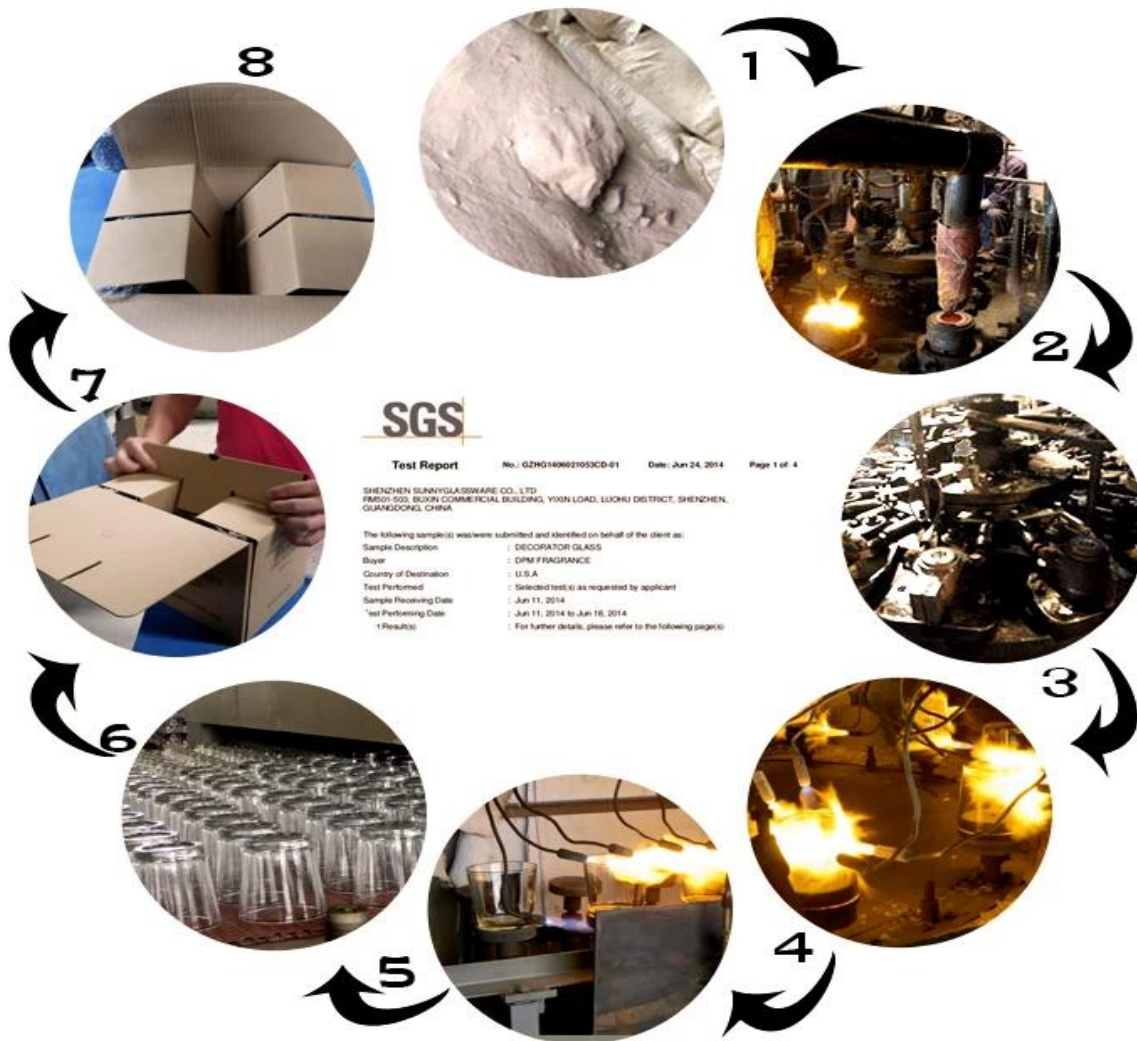 8
1
2
7
SGS
Test Report No.: GZHG1406021053CD-01 Date: Jun 24, 2014 Page 1 of 4
SHENZHEN SUNNYGLASSWARE CO., LTD
RM501-503, BUXIN COMMERCIAL BUILDING, YIXIN LOAD, LUOHU DISTRICT, SHENZHEN,
GUANGDONG, CHINA
The following sample(s) was/were submitted and identified on behalf of the client as:
Sample Description : DECORATOR GLASS
Buyer : DPM FRAGRANCE
Country of Destination : U.S.A
Test Performed : Selected test(s) as requested by applicant
Sample Receiving Date : Jun 11, 2014
Test Performing Date : Jun 11, 2014 to Jun 18, 2014
t Result(s) : For further details, please refer to the following page(s)
3
6
4
5